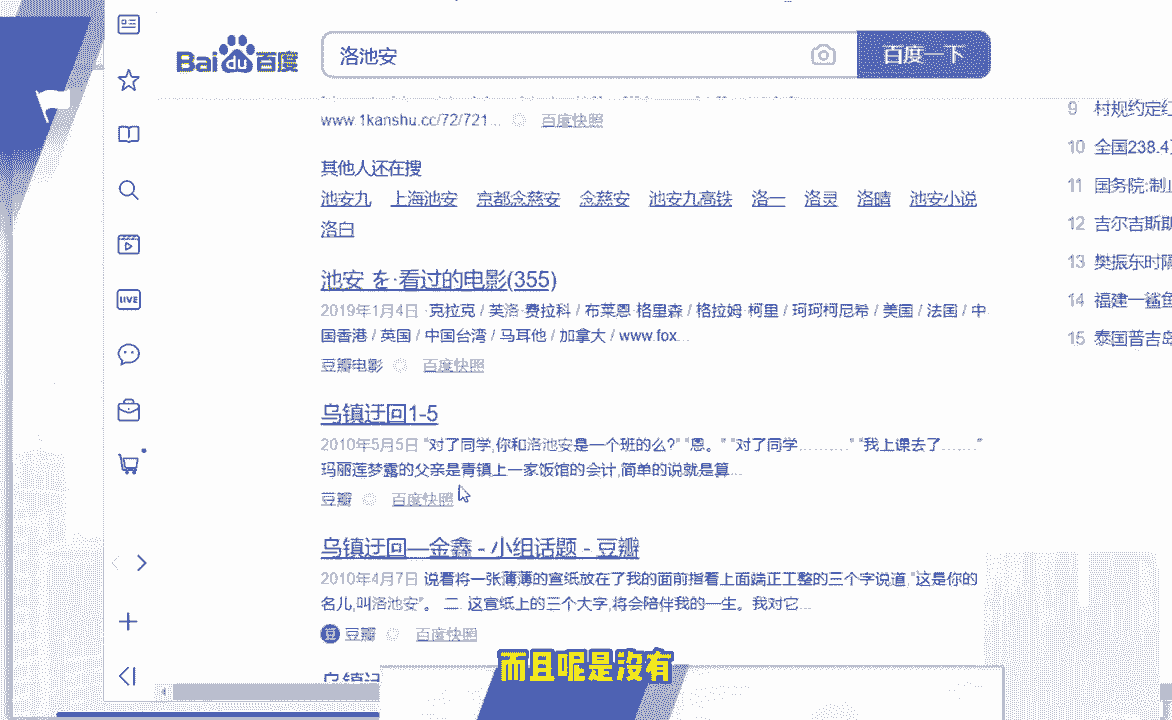 Baidu百度
洛池安
百度一下
www.1kanshu.cc/72/721... 百度快照
其他人还在搜
池安九 上海池安 京都念慈安 念慈安 池安九高铁 洛一 洛灵 洛晴 池安小说
洛白
池安 を·看过的电影(355)
2019年1月4日 ·克拉克 / 英洛·费拉科 / 布莱恩·格里森 / 格拉姆·柯里 / 珂珂柯尼希 / 美国 / 法国 / 中
国香港 / 英国 / 中国台湾 / 马耳他 / 加拿大 / www.fox...
豆瓣电影 百度快照
乌镇迂回1-5
2010年5月5日 “对了同学,你和洛池安是一个班的么?” “恩。” “对了同学..........” “我上课去了.......”
玛丽莲梦露的父亲是青镇上一家饭馆的会计,简单的说就是算...
豆瓣 百度快照
乌镇迂回—金鑫 - 小组话题 - 豆瓣
2010年4月7日 说着将一张薄薄的宣纸放在了我的面前指着上面端正工整的三个字说道,“这是你的
名儿,叫洛池安”。 二. 这宣纸上的三个大字,将会陪伴我的一生。我对它...
豆 豆瓣 百度快照
9 村规约定红
10 全国238.4
11 国务院:制
12 吉尔吉斯斯
13 樊振东时隔
14 福建一鲨鱼
15 泰国普吉岛
LIVE
而且呢是沒有